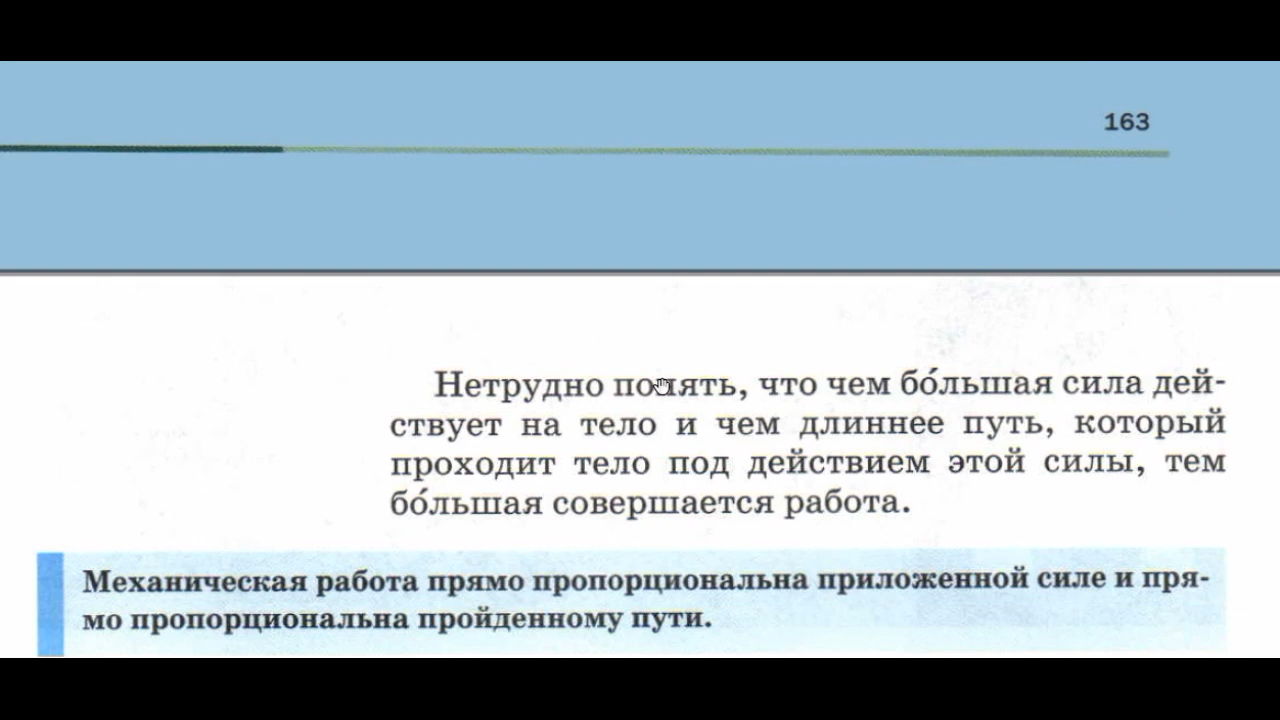 163
Нетрудно понять, что чем бо́льшая сила дей-
ствует на тело и чем длиннее путь, который
проходит тело под действием этой силы, тем
бо́льшая совершается работа.
Механическая работа прямо пропорциональна приложенной силе и пря-
мо пропорциональна пройденному пути.